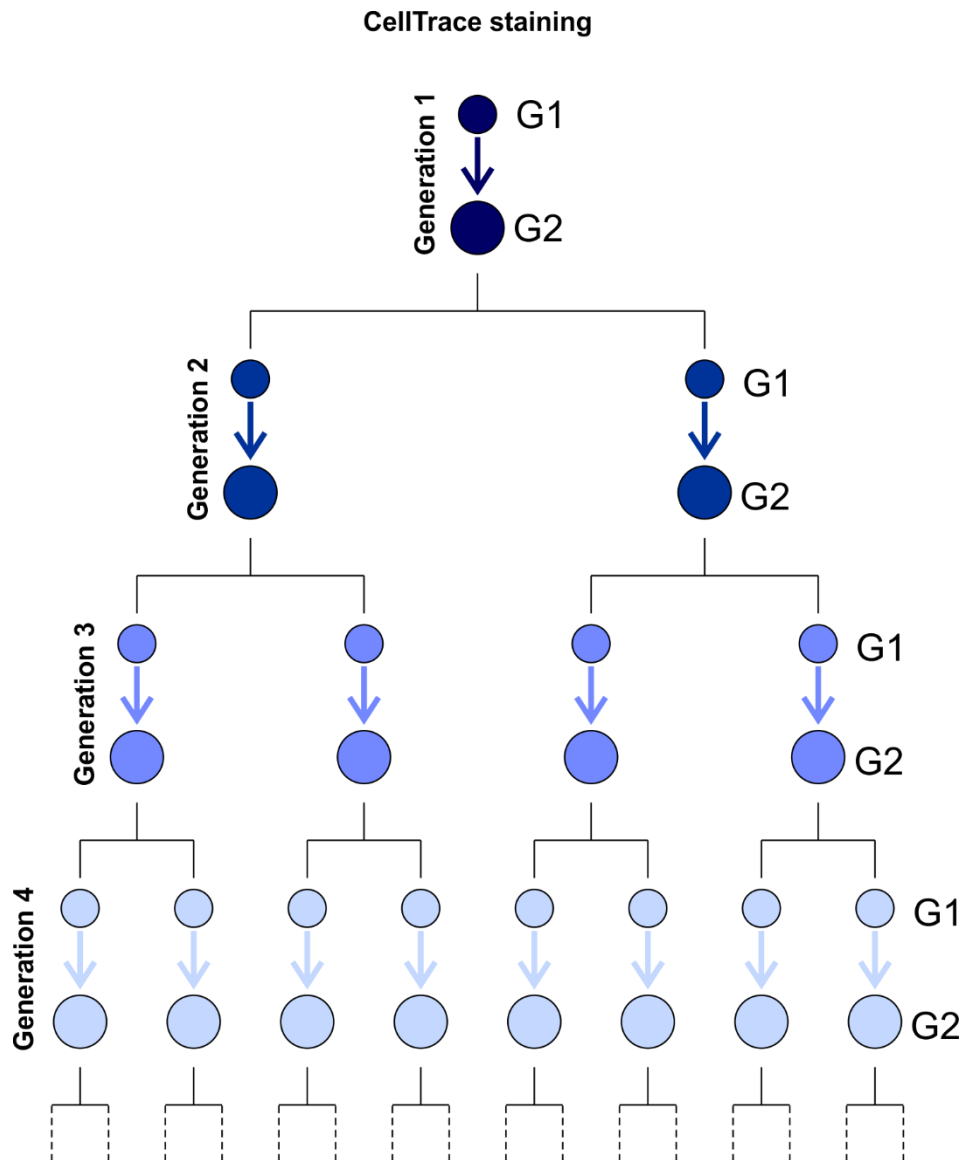 CellTrace staining
Generation 1
G1
G2
Generation 2
G1
G2
Generation 3
G1
G2
Generation 4
G1
G2